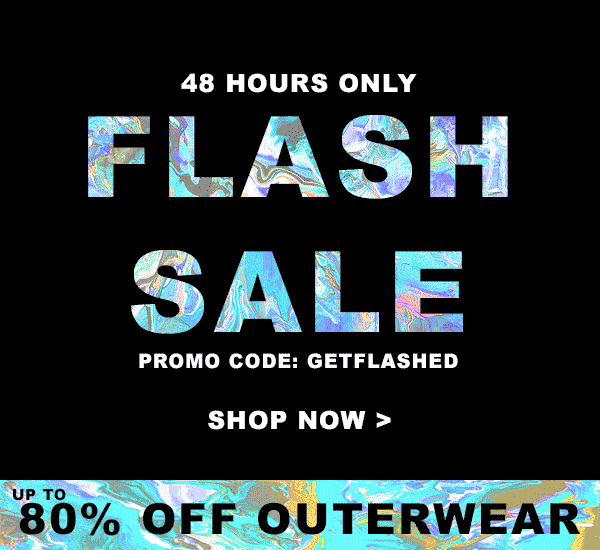 48 HOURS ONLY
FLASH
SALE
PROMO CODE: GETFLASHED
SHOP NOW >
UP TO
80% OFF OUTERWEAR